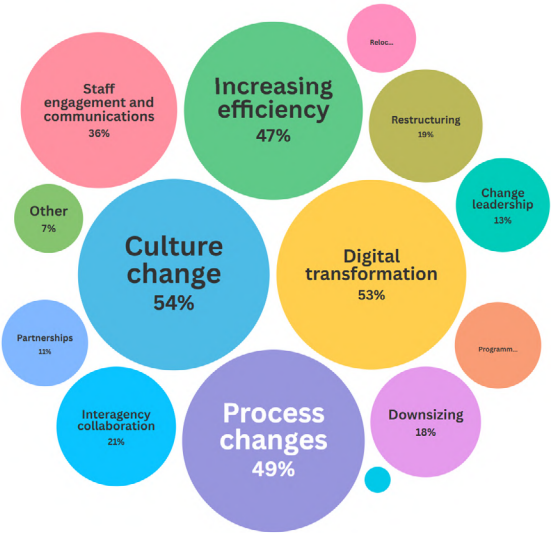 Reloc...
Increasing
efficiency
47%
Staff
engagement and
communications
36%
Restructuring
19%
Change
leadership
13%
Other
7%
Culture
change
54%
Digital
transformation
53%
Partnerships
11%
Programm...
Interagency
collaboration
21%
Process
changes
49%
Downsizing
18%